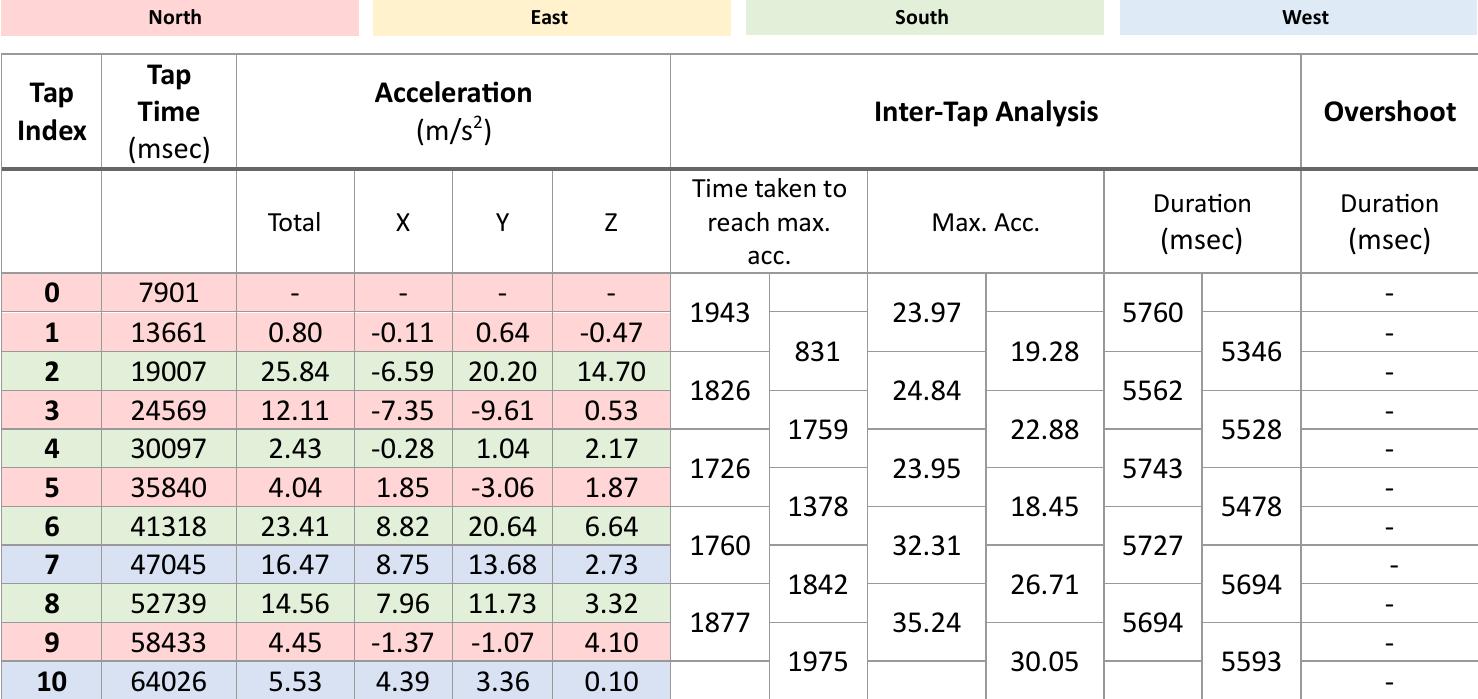 North East South West
Tap Index Tap Time (msec) Acceleration (m/s²) Inter-Tap Analysis Overshoot
Total X Y Z Time taken to reach max. acc. Max. Acc. Duration (msec) Duration (msec)
0 7901 - - - - -
1943 23.97 5760
1 13661 0.80 -0.11 0.64 -0.47 -
831 19.28 5346
2 19007 25.84 -6.59 20.20 14.70 -
1826 24.84 5562
3 24569 12.11 -7.35 -9.61 0.53 -
1759 22.88 5528
4 30097 2.43 -0.28 1.04 2.17 -
1726 23.95 5743
5 35840 4.04 1.85 -3.06 1.87 -
1378 18.45 5478
6 41318 23.41 8.82 20.64 6.64 -
1760 32.31 5727
7 47045 16.47 8.75 13.68 2.73 -
1842 26.71 5694
8 52739 14.56 7.96 11.73 3.32 -
1877 35.24 5694
9 58433 4.45 -1.37 -1.07 4.10 -
1975 30.05 5593
10 64026 5.53 4.39 3.36 0.10 -